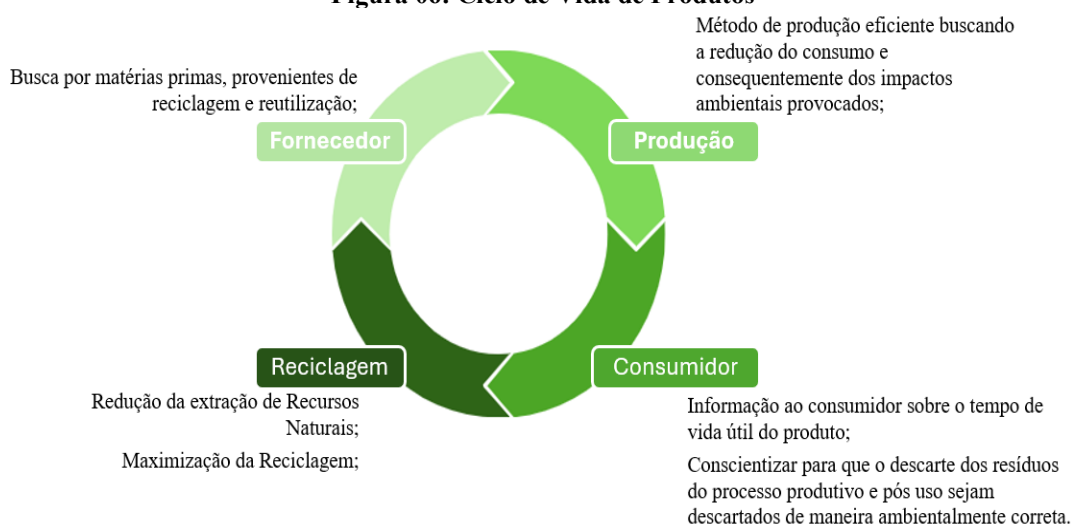 Figura 06: Ciclo de Vida de Produtos
Método de produção eficiente buscando
a redução do consumo e
consequentemente dos impactos
ambientais provocados;
Busca por matérias primas, provenientes de
reciclagem e reutilização;
Fornecedor
Produção
Reciclagem
Consumidor
Redução da extração de Recursos
Naturais;
Maximização da Reciclagem;
Informação ao consumidor sobre o tempo de
vida útil do produto;
Conscientizar para que o descarte dos resíduos
do processo produtivo e pós uso sejam
descartados de maneira ambientalmente correta.